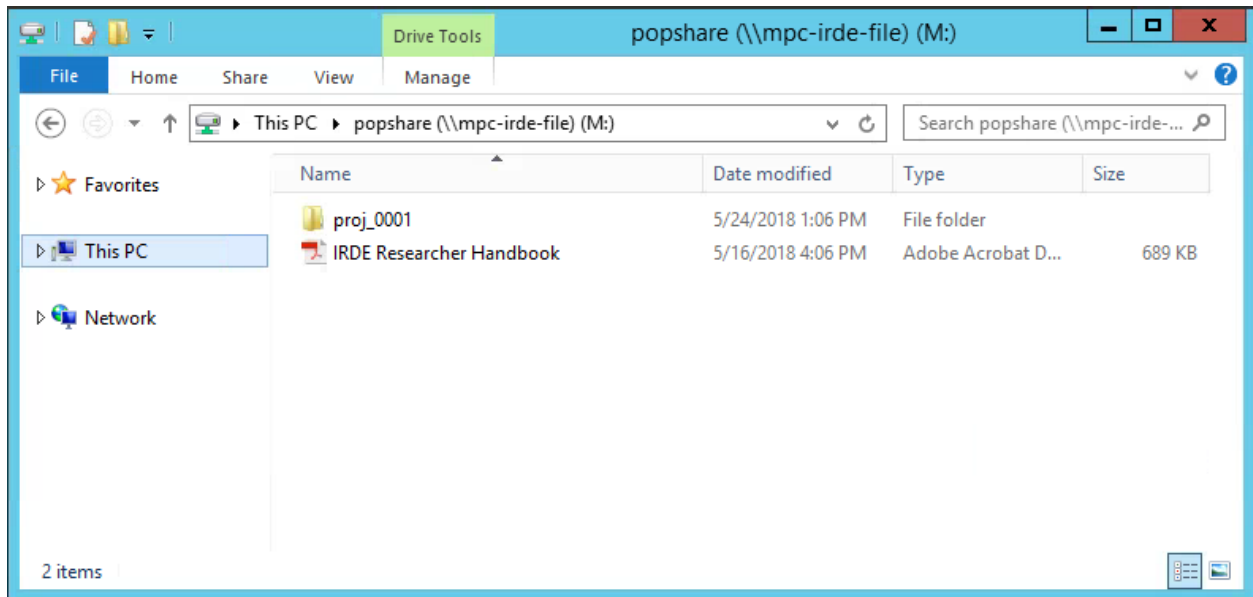 Drive Tools popshare (\\mpc-irde-file) (M:)
File Home Share View Manage
This PC popshare (\\mpc-irde-file) (M:) Search popshare (\\mpc-irde-...
Favorites
This PC
Network
Name Date modified Type Size
proj_0001 5/24/2018 1:06 PM File folder
IRDE Researcher Handbook 5/16/2018 4:06 PM Adobe Acrobat D... 689 KB
2 items